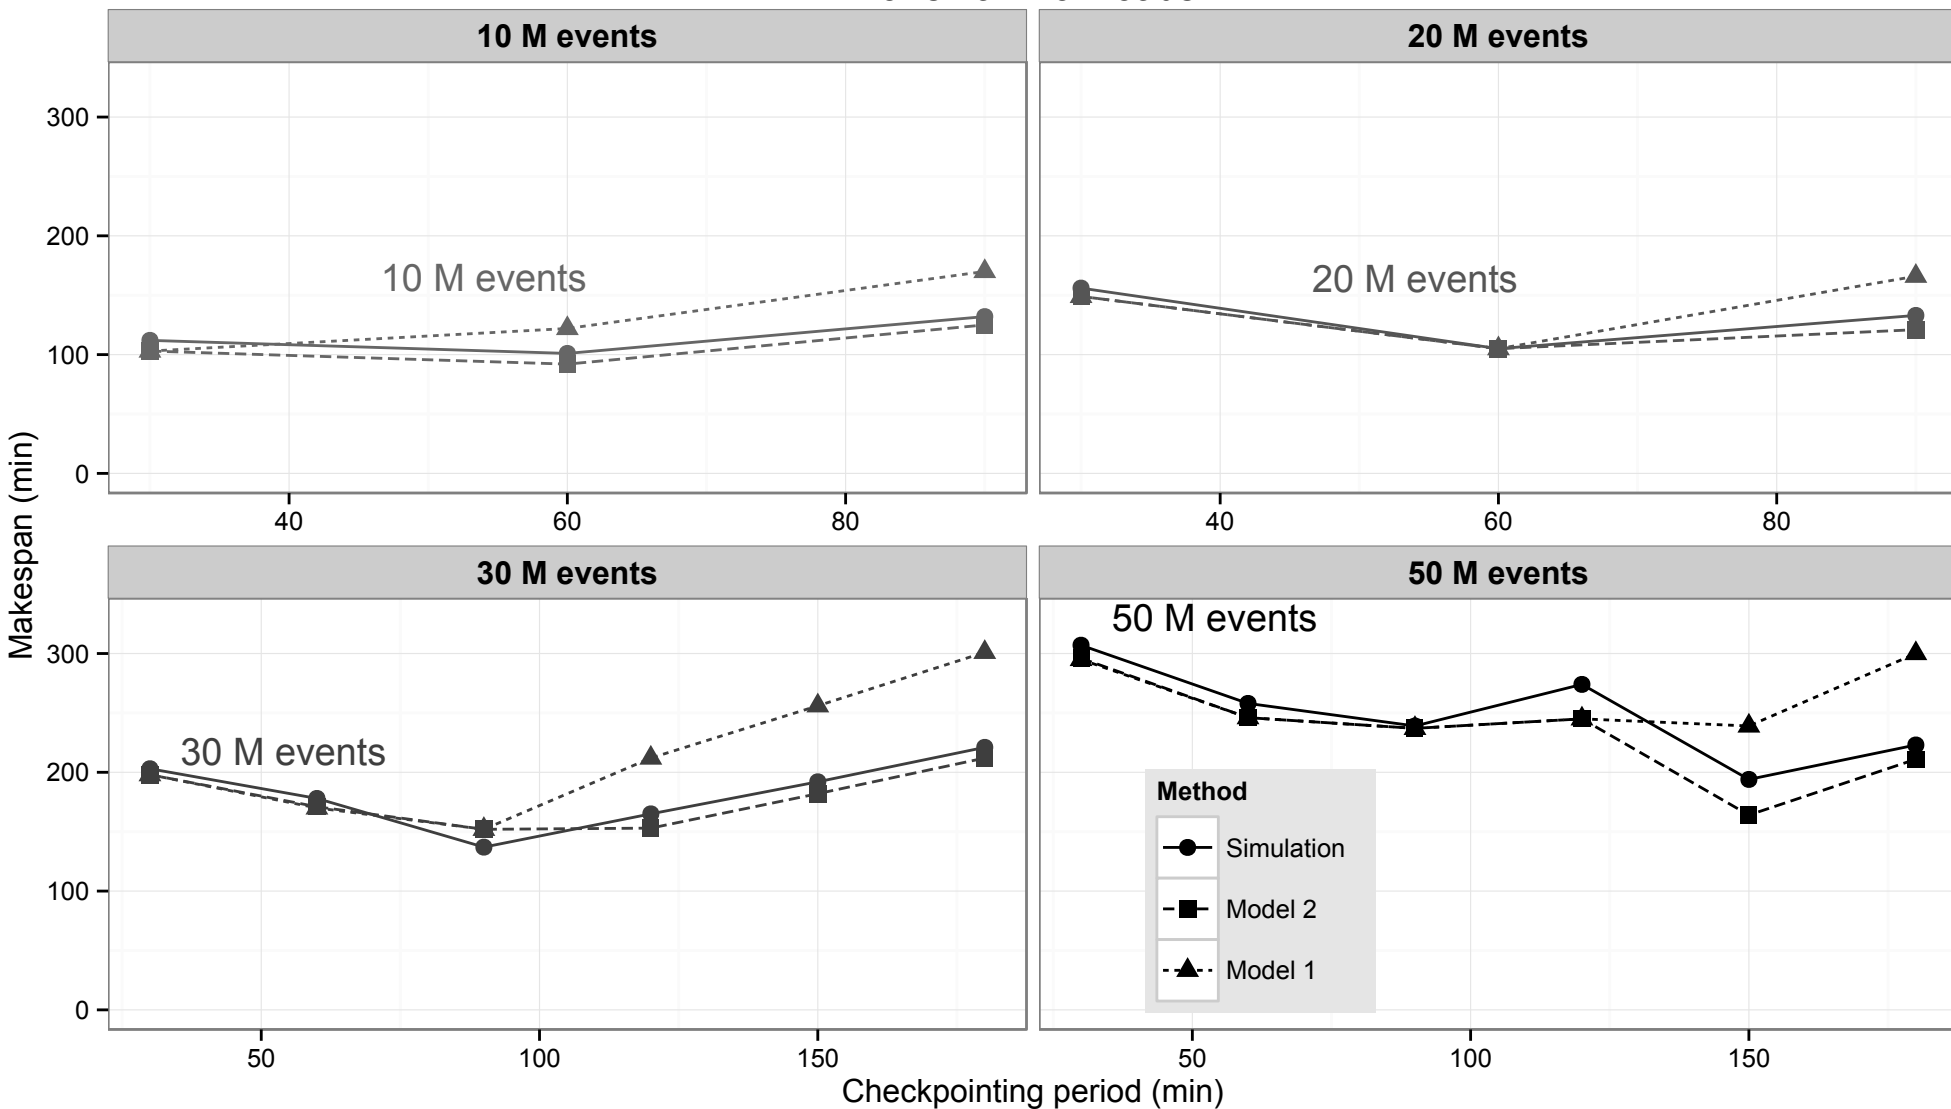 10 M events
20 M events
300
200
100
0
10 M events
20 M events
40
60
80
40
60
80
Makespan (min)
30 M events
50 M events
300
200
100
0
30 M events
50 M events
Method
Simulation
Model 2
Model 1
50
100
150
50
100
150
Checkpointing period (min)